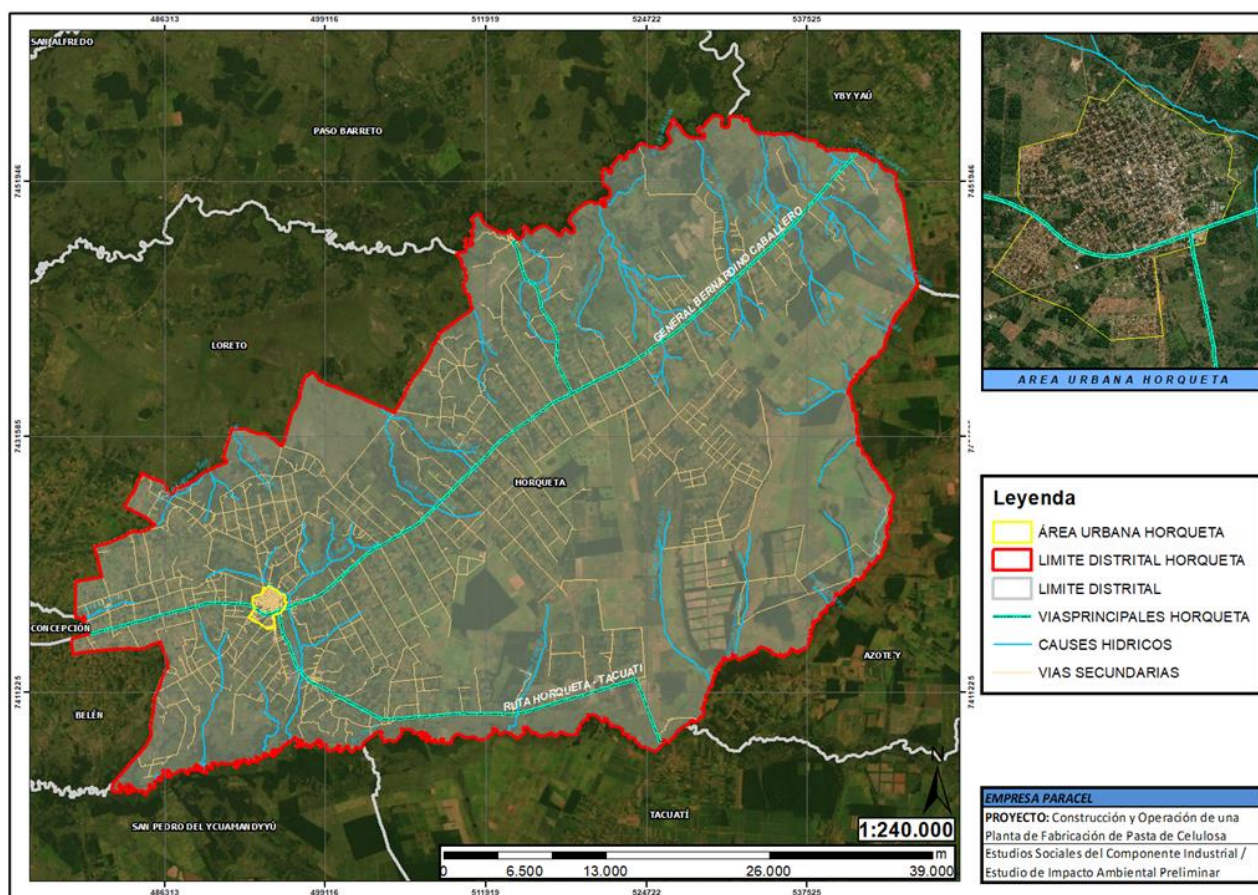 486313
499116
511919
524722
537525
SAN ALFREDO
YBY YAÚ
PASO BARRETO
7451946
7451946
GENERAL BERNARDINO CABALLERO
LORETO
7431585
HORQUETA
CONCEPCIÓN
AZOTE'Y
7411225
7411225
RUTA HORQUETA - TACUATI
BELÉN
TACUATÍ
SAN PEDRO DEL YCUAMANDYYÚ
N
1:240.000
m
0
6.500
13.000
26.000
39.000
486313
499116
511919
524722
537525
AREA URBANA HORQUETA
Leyenda
ÁREA URBANA HORQUETA
LIMITE DISTRITAL HORQUETA
LIMITE DISTRITAL
VIASPRINCIPALES HORQUETA
CAUSES HIDRICOS
VIAS SECUNDARIAS
EMPRESA PARACEL
PROYECTO: Construcción y Operación de una
Planta de Fabricación de Pasta de Celulosa
Estudios Sociales del Componente Industrial /
Estudio de Impacto Ambiental Preliminar